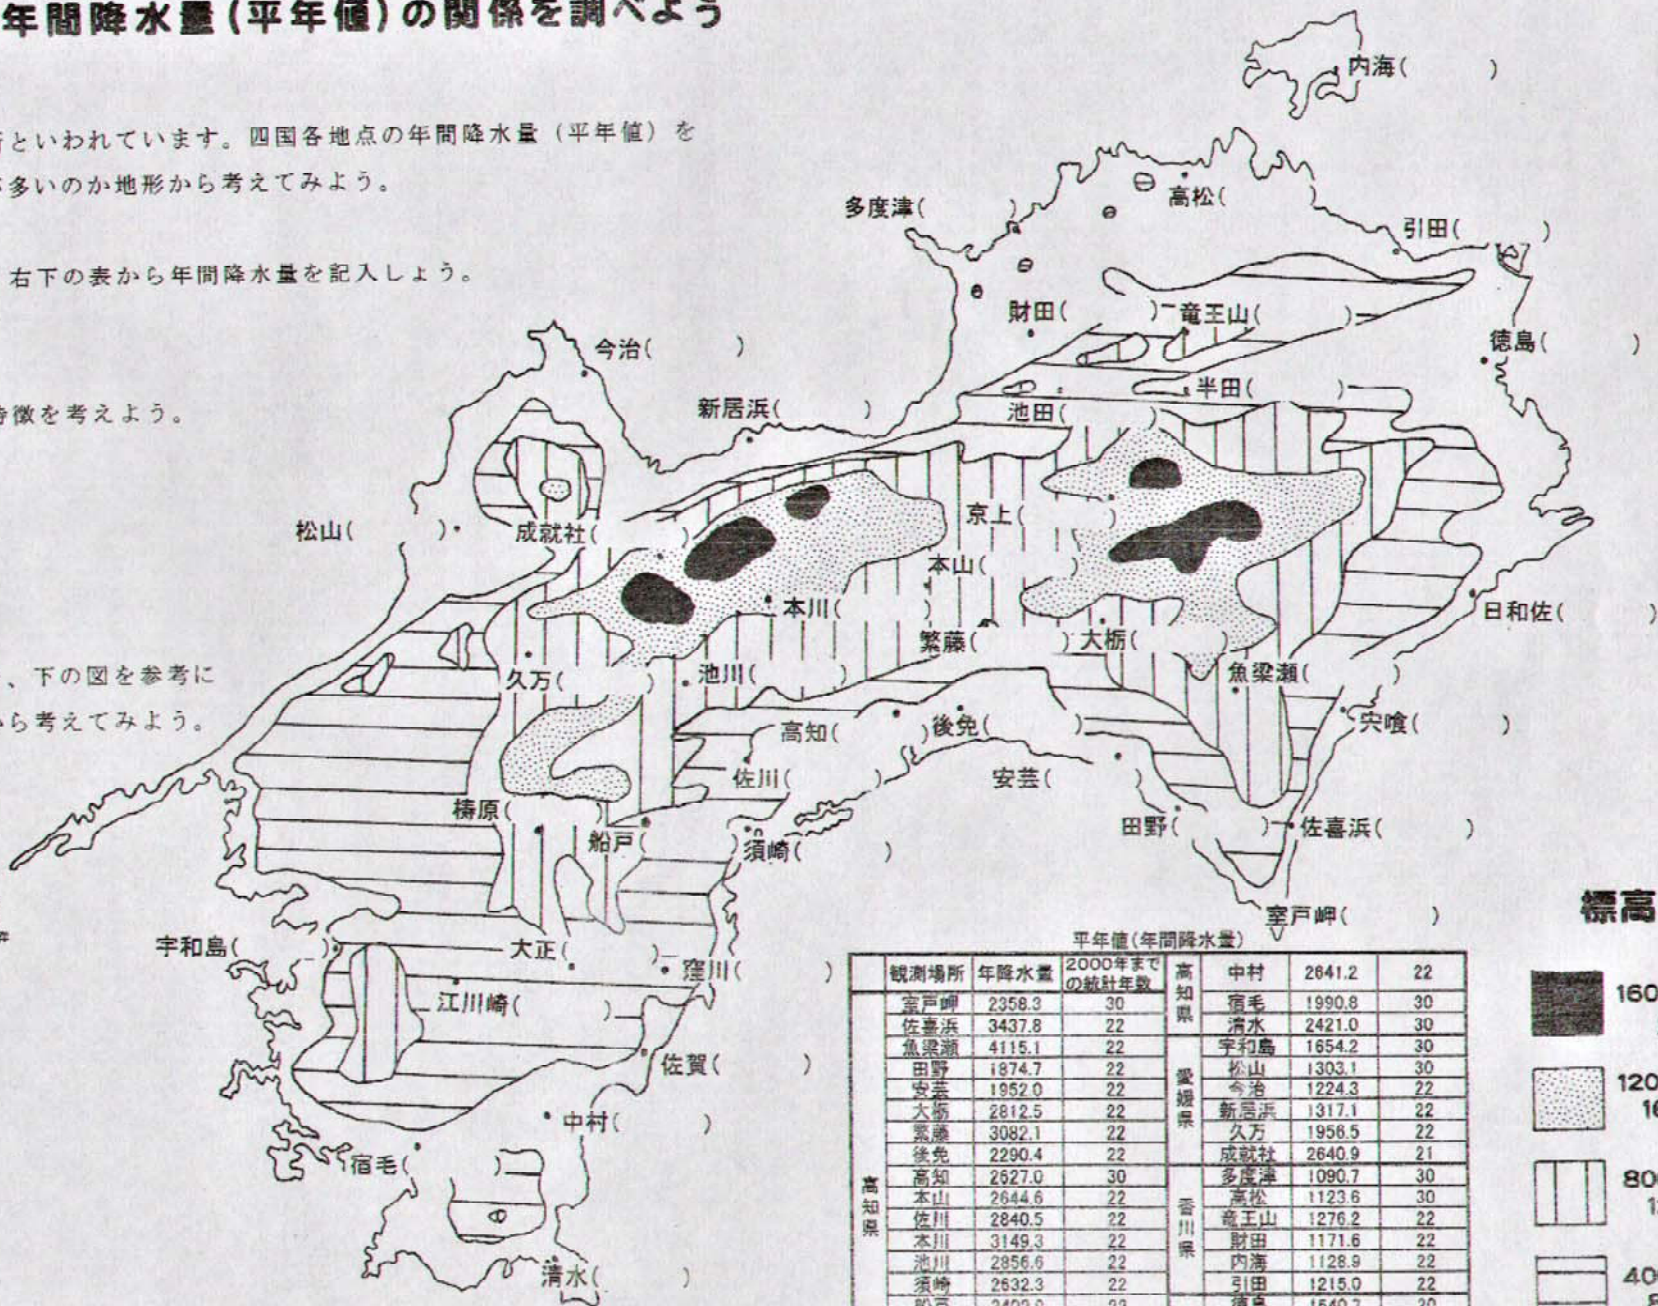 年間降水量(平年値)の関係を調べよう
といわれています。四国各地点の年間降水量（平年値）を
多いのか地形から考えてみよう。
右下の表から年間降水量を記入しよう。
特徴を考えよう。
、下の図を参考に
から考えてみよう。
内海(　)
高松(　)
多度津(　)
引田(　)
財田(　)
竜王山(　)
徳島(　)
今治(　)
半田(　)
新居浜(　)
池田(　)
松山(　)
成就社(　)
京上(　)
本山(　)
本川(　)
日和佐(　)
繁藤(　)
大栃(　)
久万(　)
池川(　)
魚梁瀬(　)
高知(　)
後免(　)
宍喰(　)
佐川(　)
安芸(　)
梼原(　)
船戸(　)
須崎(　)
田野(　)
佐喜浜(　)
室戸岬(　)
宇和島(　)
大正(　)
窪川(　)
江川崎(　)
佐賀(　)
中村(　)
宿毛(　)
清水(　)
標高
160
120
16
80
40
平年値(年間降水量)
観測場所 年降水量 2000年までの統計年数
高知県
室戸岬 2358.3 30
佐喜浜 3437.8 22
魚梁瀬 4115.1 22
田野 1874.7 22
安芸 1952.0 22
大栃 2812.5 22
繁藤 3082.1 22
後免 2290.4 22
高知 2627.0 30
本山 2644.6 22
佐川 2840.5 22
本川 3149.3 22
池川 2856.6 22
須崎 2632.3 22
高知県
中村 2641.2 22
宿毛 1990.8 30
清水 2421.0 30
愛媛県
宇和島 1654.2 30
松山 1303.1 30
今治 1224.3 22
新居浜 1317.1 22
久万 1956.5 22
成就社 2640.9 21
香川県
多度津 1090.7 30
高松 1123.6 30
竜王山 1276.2 22
財田 1171.6 22
内海 1128.9 22
引田 1215.0 22